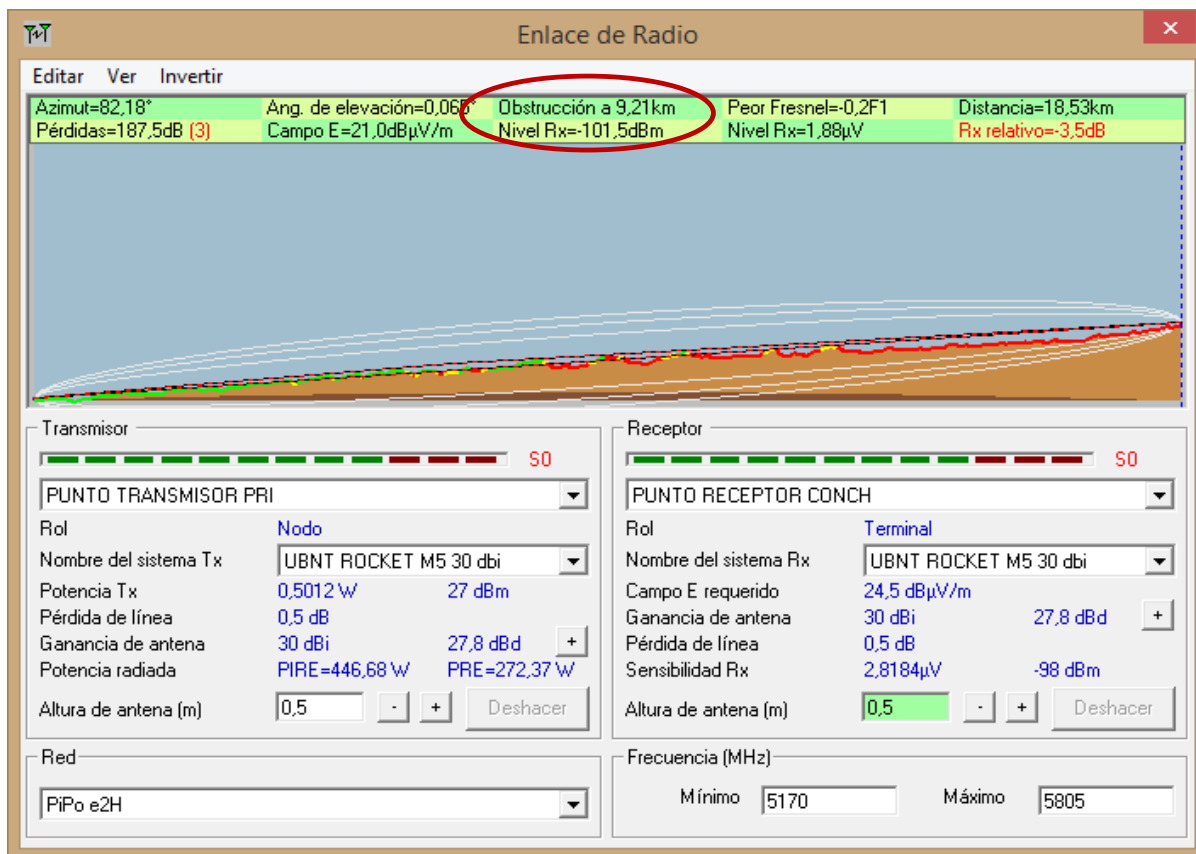 Enlace de Radio
Editar Ver Invertir
Azimut=82,18° Ang. de elevación=0,065° Obstrucción a 9,21km Peor Fresnel=-0,2F1 Distancia=18,53km
Pérdidas=187,5dB (3) Campo E=21,0dBµV/m Nivel Rx=-101,5dBm Nivel Rx=1,88µV Rx relativo=-3,5dB
Transmisor
S0
PUNTO TRANSMISOR PRI
Rol Nodo
Nombre del sistema Tx UBNT ROCKET M5 30 dbi
Potencia Tx 0,5012 W 27 dBm
Pérdida de línea 0,5 dB
Ganancia de antena 30 dBi 27,8 dBd +
Potencia radiada PIRE=446,68 W PRE=272,37 W
Altura de antena (m) 0,5 - + Deshacer
Red
PiPo e2H
Receptor
S0
PUNTO RECEPTOR CONCH
Rol Terminal
Nombre del sistema Rx UBNT ROCKET M5 30 dbi
Campo E requerido 24,5 dBµV/m
Ganancia de antena 30 dBi 27,8 dBd +
Pérdida de línea 0,5 dB
Sensibilidad Rx 2,8184µV -98 dBm
Altura de antena (m) 0,5 - + Deshacer
Frecuencia (MHz)
Mínimo 5170 Máximo 5805